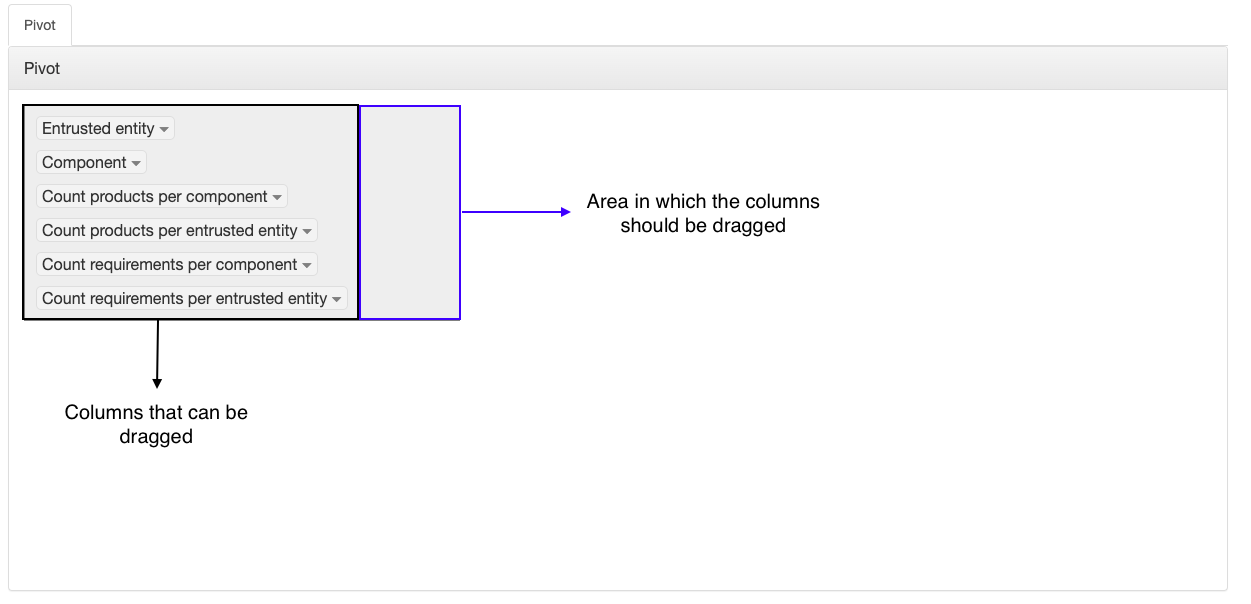 Pivot
Pivot
Entrusted entity
Component
Count products per component
Count products per entrusted entity
Count requirements per component
Count requirements per entrusted entity
Area in which the columns
should be dragged
Columns that can be
dragged